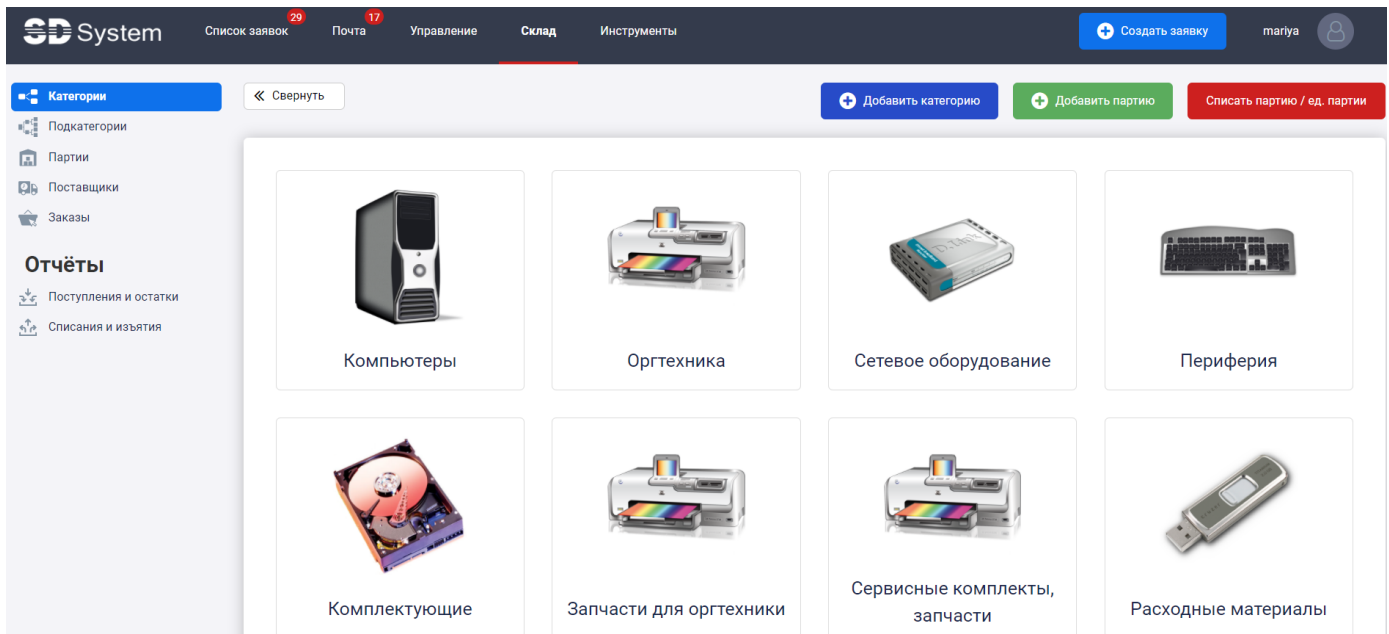 SD System
Список заявок 29
Почта 17
Управление
Склад
Инструменты
Создать заявку
mariya
Категории
Подкатегории
Партии
Поставщики
Заказы
Отчёты
Поступления и остатки
Списания и изъятия
Свернуть
Добавить категорию
Добавить партию
Списать партию / ед. партии
Компьютеры
Оргтехника
D-Link
Сетевое оборудование
Периферия
Комплектующие
Запчасти для оргтехники
Сервисные комплекты,
запчасти
Расходные материалы